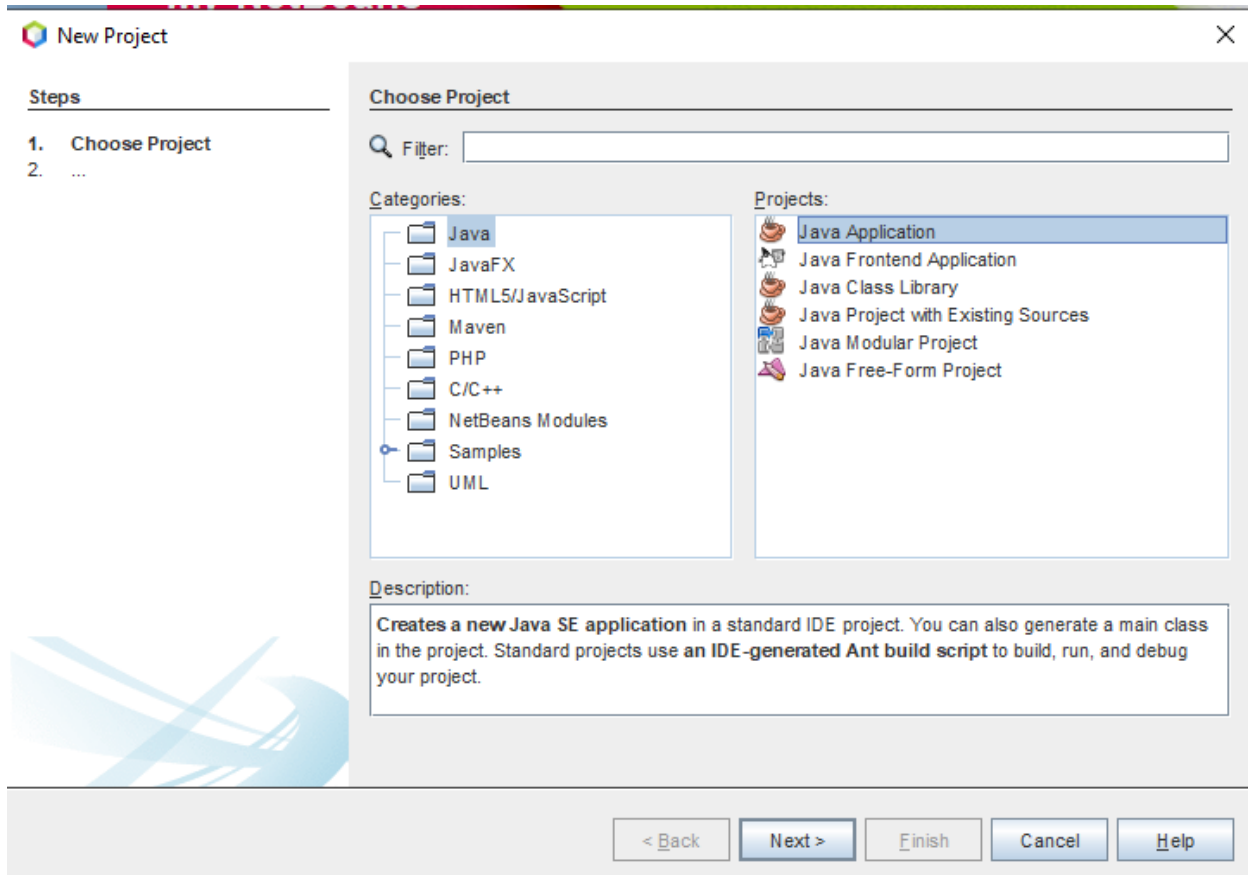 My NetBeans
New Project
Steps
1. Choose Project
2. ...
Choose Project
Filter:
Categories:
Java
JavaFX
HTML5/JavaScript
Maven
PHP
C/C++
NetBeans Modules
Samples
UML
Projects:
Java Application
Java Frontend Application
Java Class Library
Java Project with Existing Sources
Java Modular Project
Java Free-Form Project
Description:
Creates a new Java SE application in a standard IDE project. You can also generate a main class
in the project. Standard projects use an IDE-generated Ant build script to build, run, and debug
your project.
< Back
Next >
Finish
Cancel
Help